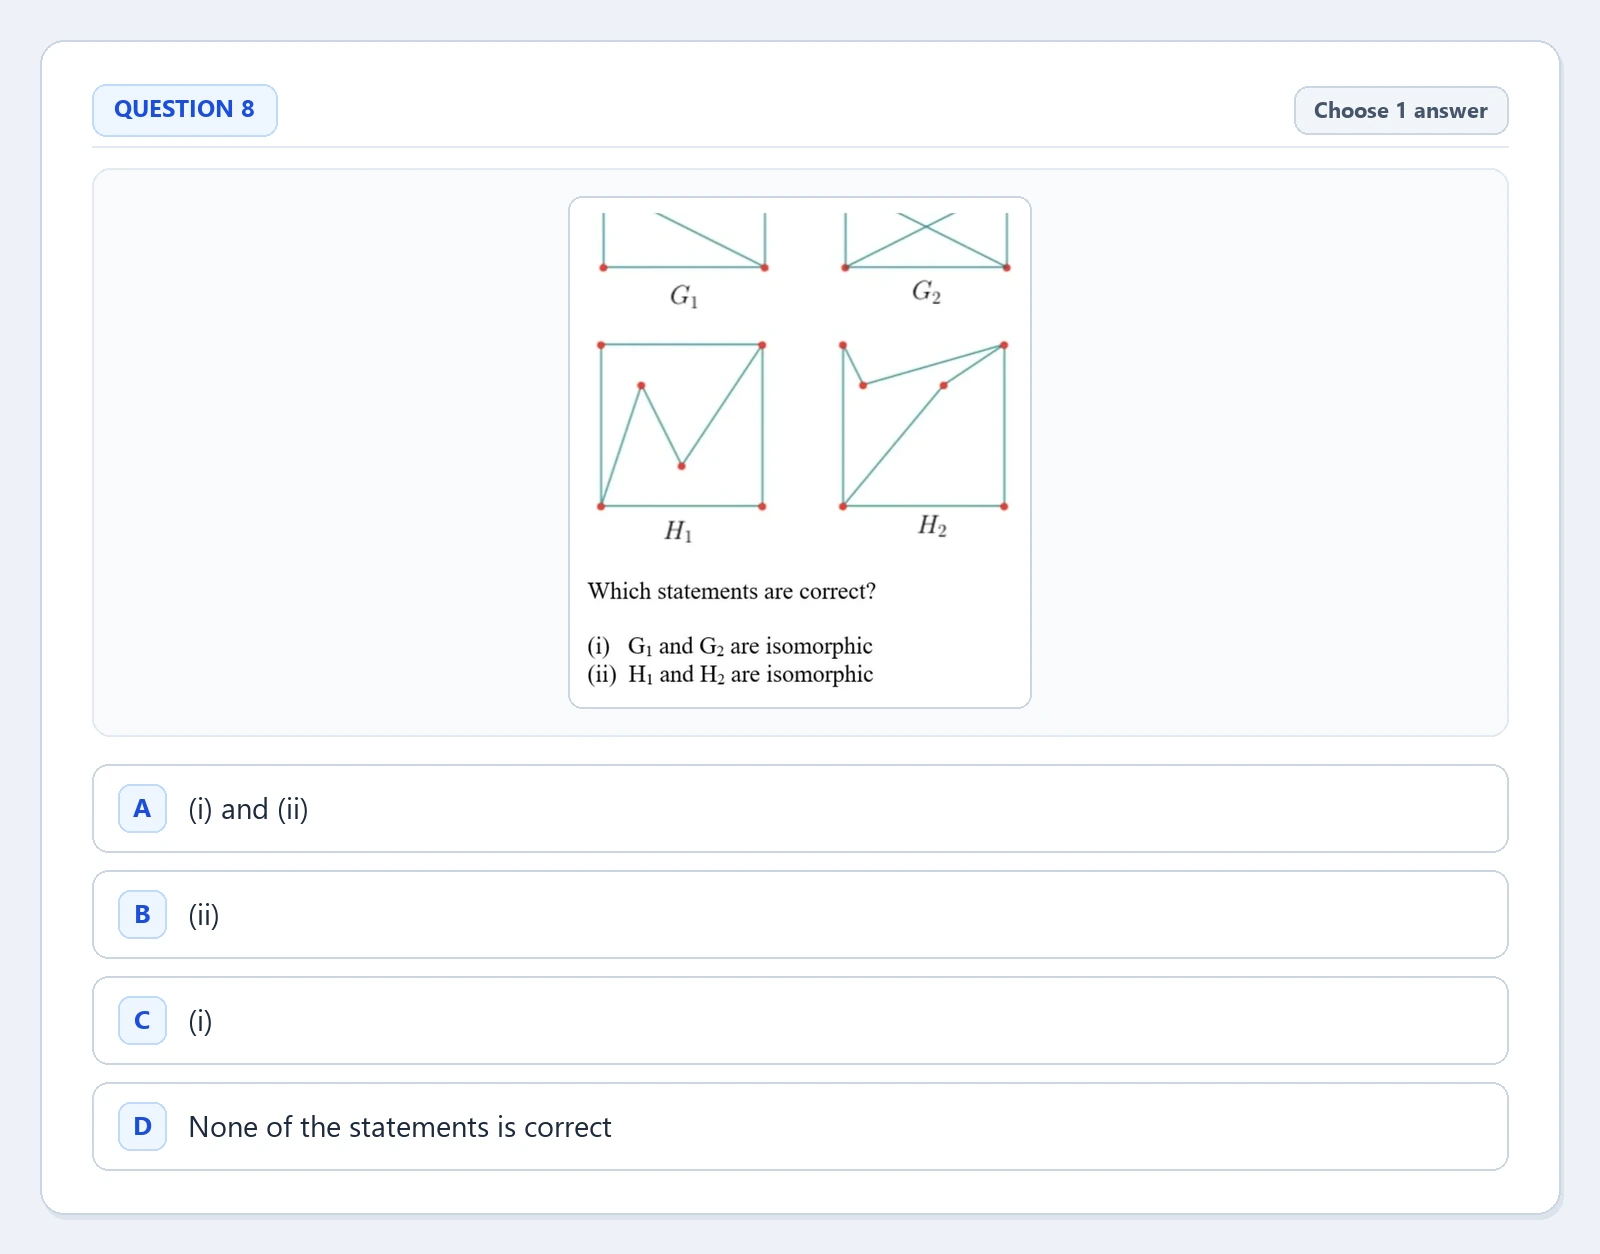 QUESTION 8
Choose 1 answer
G₁
G₂
H₁
H₂
Which statements are correct?
(i) G₁ and G₂ are isomorphic
(ii) H₁ and H₂ are isomorphic
A (i) and (ii)
B (ii)
C (i)
D None of the statements is correct